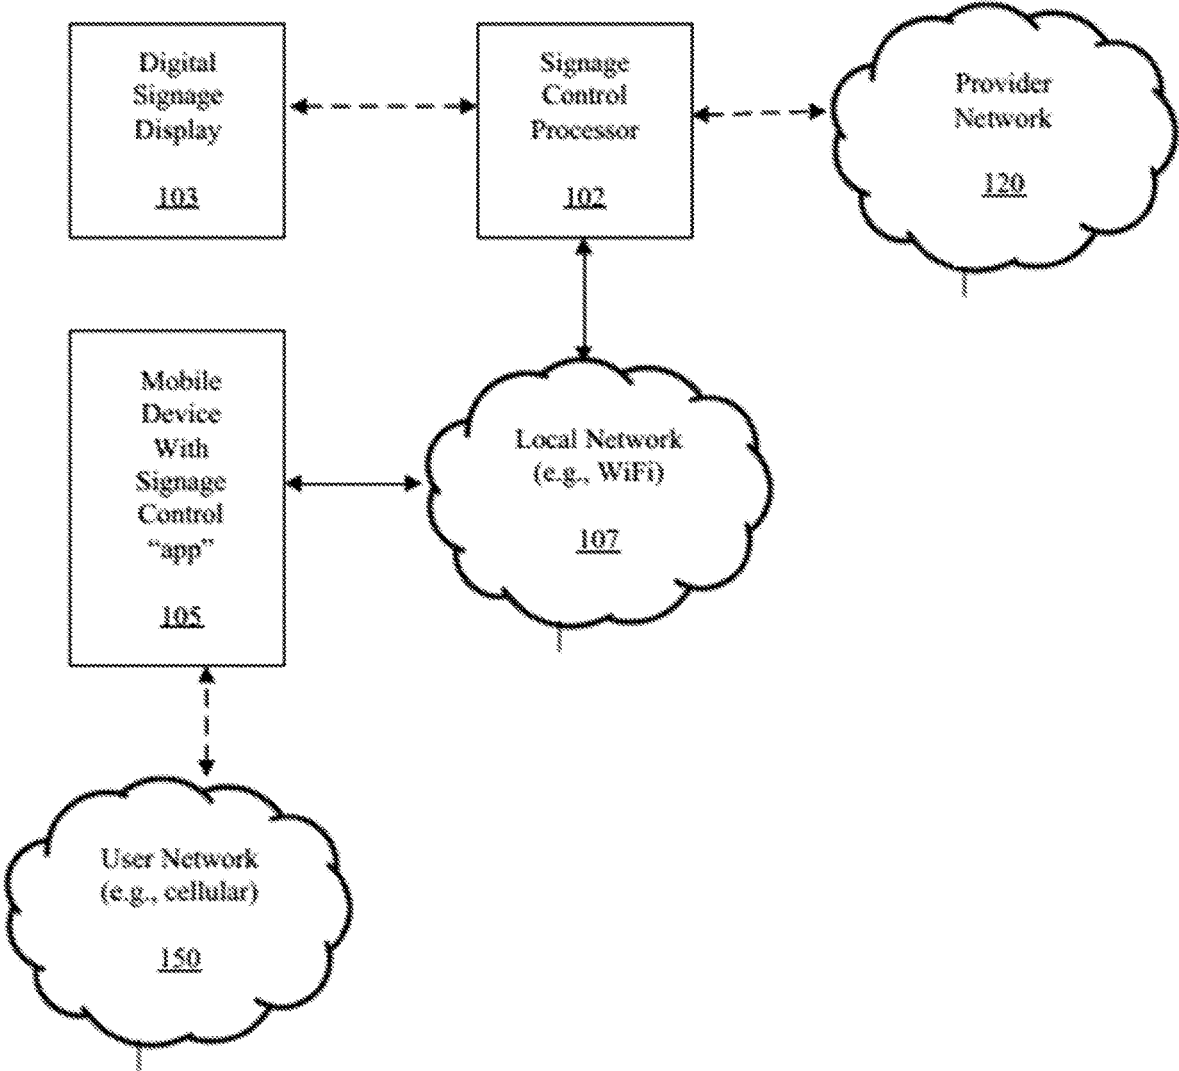 Digital
Signage
Display
103
Signage
Control
Processor
102
Provider
Network
120
Mobile
Device
With
Signage
Control
“app”
105
Local Network
(e.g., WiFi)
107
User Network
(e.g., cellular)
150